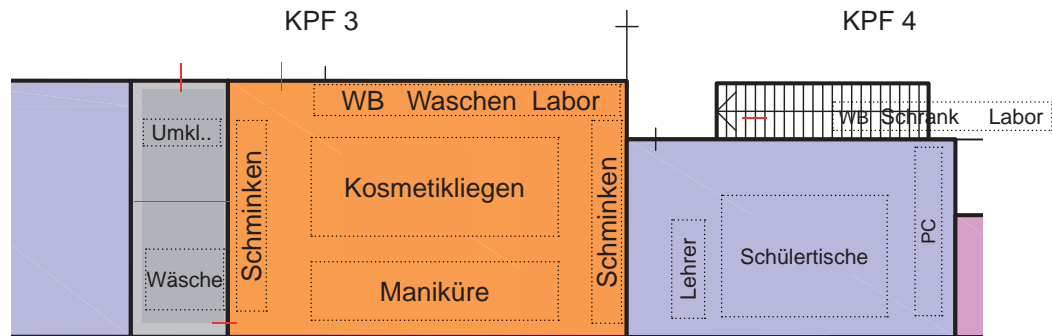 KPF 3
KPF 4
WB Waschen Labor
WB Schrank Labor
Umkl..
Schminken
Kosmetikliegen
Schminken
Wäsche
Maniküre
Lehrer
Schülertische
PC